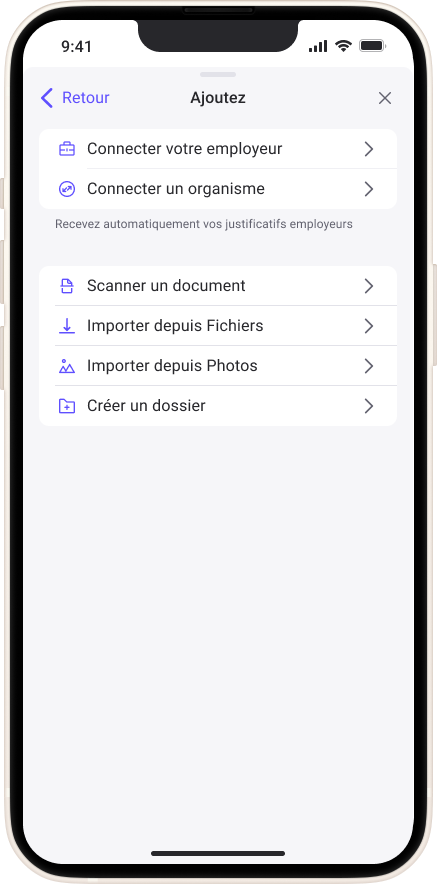 9:41
Retour
Ajoutez
Connecter votre employeur
Connecter un organisme
Recevez automatiquement vos justificatifs employeurs
Scanner un document
Importer depuis Fichiers
Importer depuis Photos
Créer un dossier